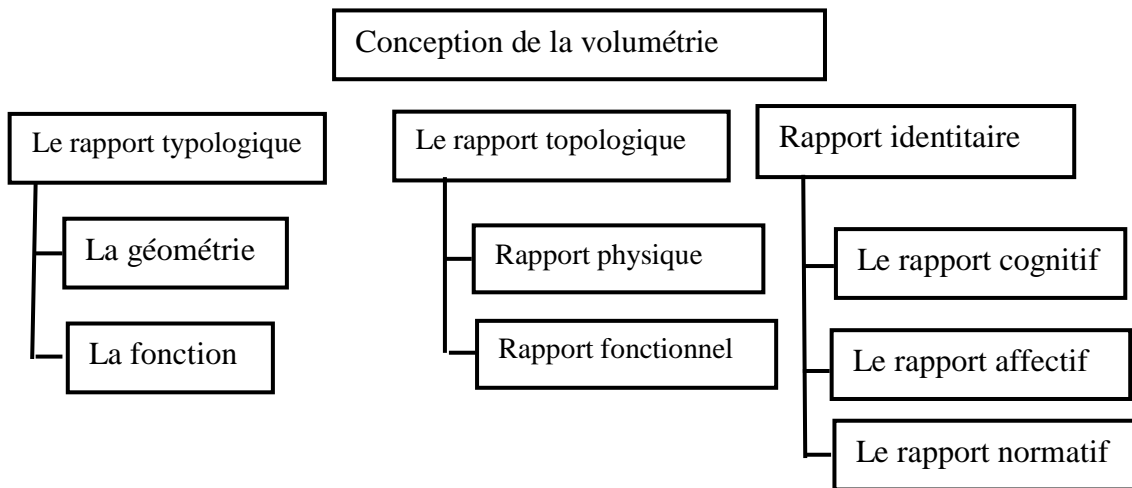 Conception de la volumétrie
Le rapport typologique
La géométrie
La fonction
Le rapport topologique
Rapport physique
Rapport fonctionnel
Rapport identitaire
Le rapport cognitif
Le rapport affectif
Le rapport normatif